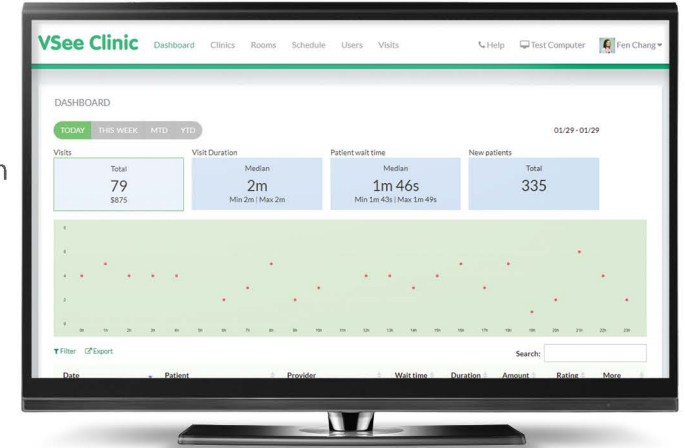 VSee Clinic Dashboard Clinics Rooms Schedule Users Visits Help Test Computer Fen Chang
DASHBOARD
TODAY THIS WEEK MTD YTD 01/29 - 01/29
Visits Visit Duration Patient wait time New patients
Total Median Median Total
79 2m 1m 46s 335
$875 Min 2m | Max 2m Min 1m 43s | Max 1m 49s
Filter Export Search:
Date Patient Provider Wait time Duration Amount Rating More